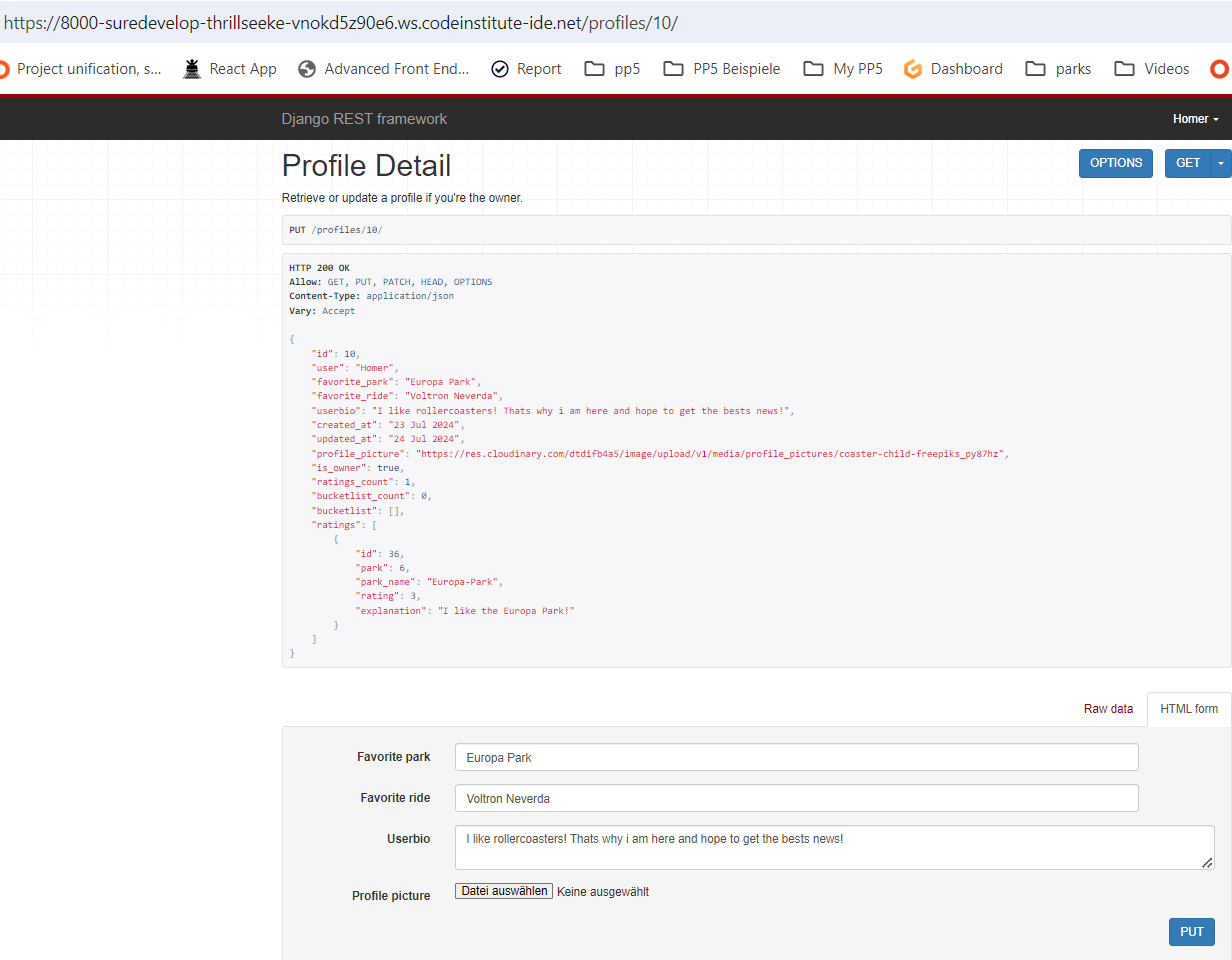 https://8000-suredevelop-thrillseeke-vnokd5z90e6.ws.codeinstitute-ide.net/profiles/10/
Project unification, s... React App Advanced Front End... Report pp5 PP5 Beispiele My PP5 Dashboard parks Videos
Django REST framework Homer
Profile Detail OPTIONS GET
Retrieve or update a profile if you're the owner.
PUT /profiles/10/
HTTP 200 OK
Allow: GET, PUT, PATCH, HEAD, OPTIONS
Content-Type: application/json
Vary: Accept
{
"id": 10,
"user": "Homer",
"favorite_park": "Europa Park",
"favorite_ride": "Voltron Neverda",
"userbio": "I like rollercoasters! Thats why i am here and hope to get the bests news!",
"created_at": "23 Jul 2024",
"updated_at": "24 Jul 2024",
"profile_picture": "https://res.cloudinary.com/dtdifb4a5/image/upload/v1/media/profile_pictures/coaster-child-freepiks_py87hz",
"is_owner": true,
"ratings_count": 1,
"bucketlist_count": 0,
"bucketlist": [],
"ratings": [
{
"id": 36,
"park": 6,
"park_name": "Europa-Park",
"rating": 3,
"explanation": "I like the Europa Park!"
}
]
}
Raw data HTML form
Favorite park Europa Park
Favorite ride Voltron Neverda
Userbio I like rollercoasters! Thats why i am here and hope to get the bests news!
Profile picture Datei auswählen Keine ausgewählt
PUT